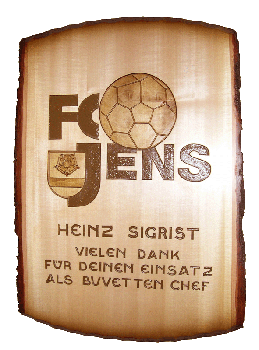 FC
JENS
HEINZ SIGRIST
VIELEN DANK
FÜR DEINEN EINSATZ
ALS BUVETTEN CHEF